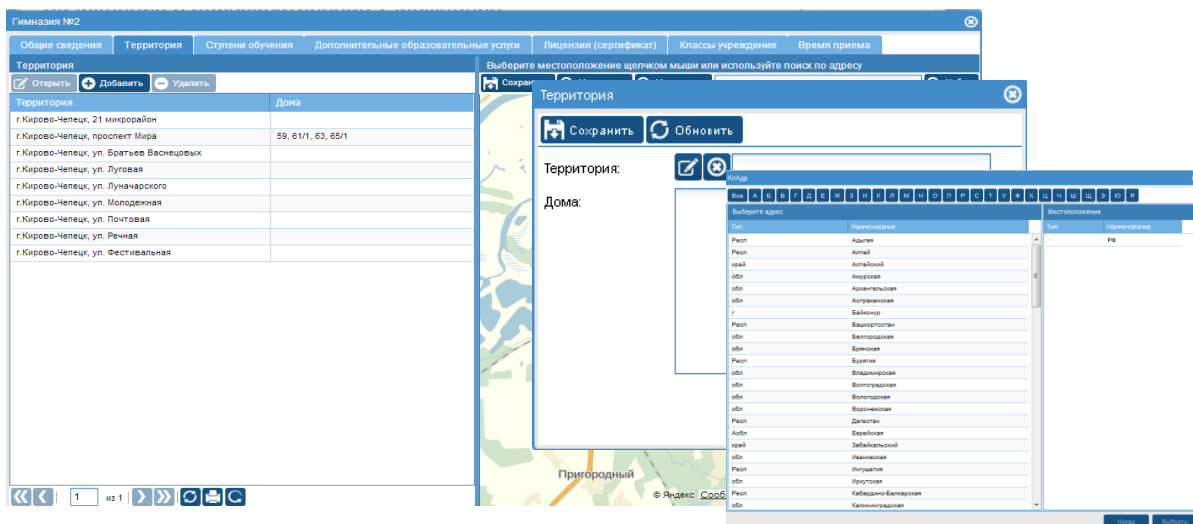 Гимназия №2
Общие сведения Территория Ступени обучения Дополнительные образовательные услуги Лицензия (сертификат) Классы учреждения Время приема
Территория
Открыть Добавить Удалить
Территория Дома
г.Кирово-Чепецк, 21 микрорайон
г.Кирово-Чепецк, проспект Мира 59, 61/1, 63, 65/1
г.Кирово-Чепецк, ул. Братьев Васнецовых
г.Кирово-Чепецк, ул. Луговая
г.Кирово-Чепецк, ул. Луначарского
г.Кирово-Чепецк, ул. Молодежная
г.Кирово-Чепецк, ул. Почтовая
г.Кирово-Чепецк, ул. Речная
г.Кирово-Чепецк, ул. Фестивальная
1 из 1
Выберите местоположение щелчком мыши или используйте поиск по адресу
Сохран
Пригородный
© Яндекс Сооб
Территория
Сохранить Обновить
Территория:
Дома:
КлАдр
Все А Б В Г Д Е Ж З И К Л М Н О П Р С Т У Ф Х Ц Ч Ш Щ Э Ю Я
Выберите адрес
Тип Наименование
Респ Адыгея
Респ Алтай
край Алтайский
обл Амурская
обл Архангельская
обл Астраханская
г Байконур
Респ Башкортостан
обл Белгородская
обл Брянская
Респ Бурятия
обл Владимирская
обл Волгоградская
обл Вологодская
обл Воронежская
Респ Дагестан
Аобл Еврейская
край Забайкальский
обл Ивановская
Респ Ингушетия
обл Иркутская
Респ Кабардино-Балкарская
обл Калининградская
Местоположение
Тип Наименование
РФ
Назад Выбрать